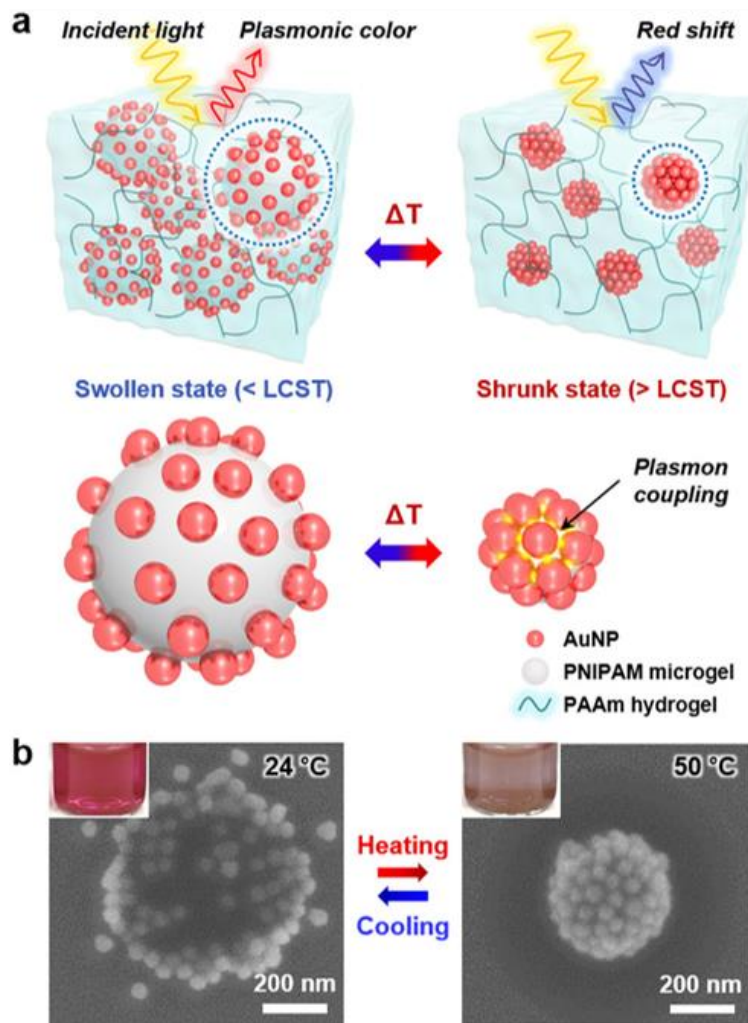 a
Incident light
Plasmonic color
Red shift
ΔT
Swollen state (< LCST)
Shrunk state (> LCST)
ΔT
Plasmon
coupling
AuNP
PNIPAM microgel
PAAm hydrogel
b
24 °C
50 °C
Heating
Cooling
200 nm
200 nm